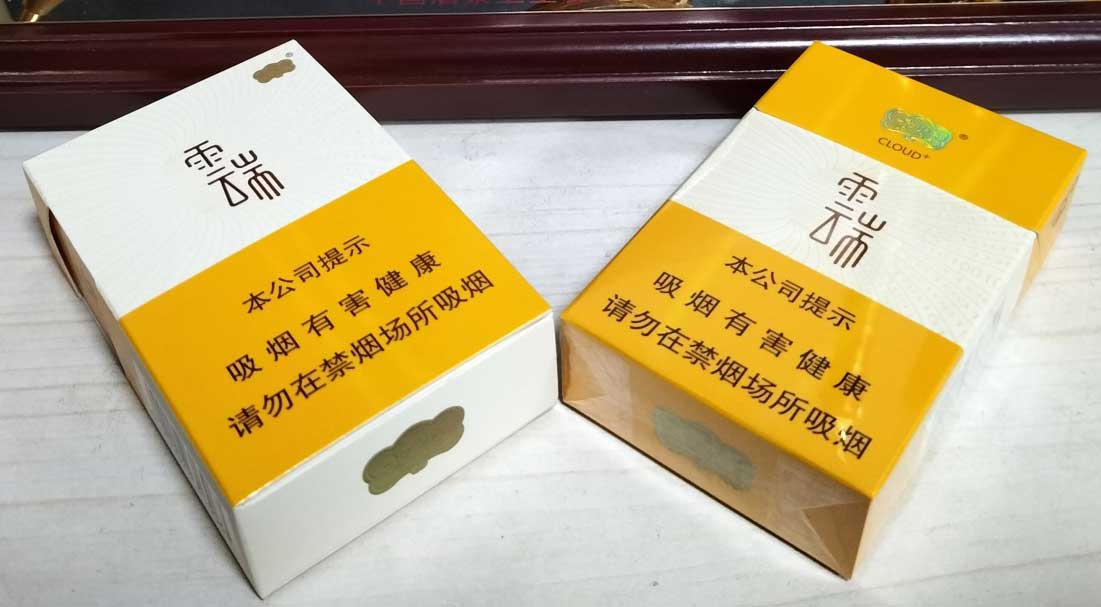 雲端
本公司提示
吸烟有害健康
请勿在禁烟场所吸烟
CLOUD+
雲端
本公司提示
吸烟有害健康
请勿在禁烟场所吸烟